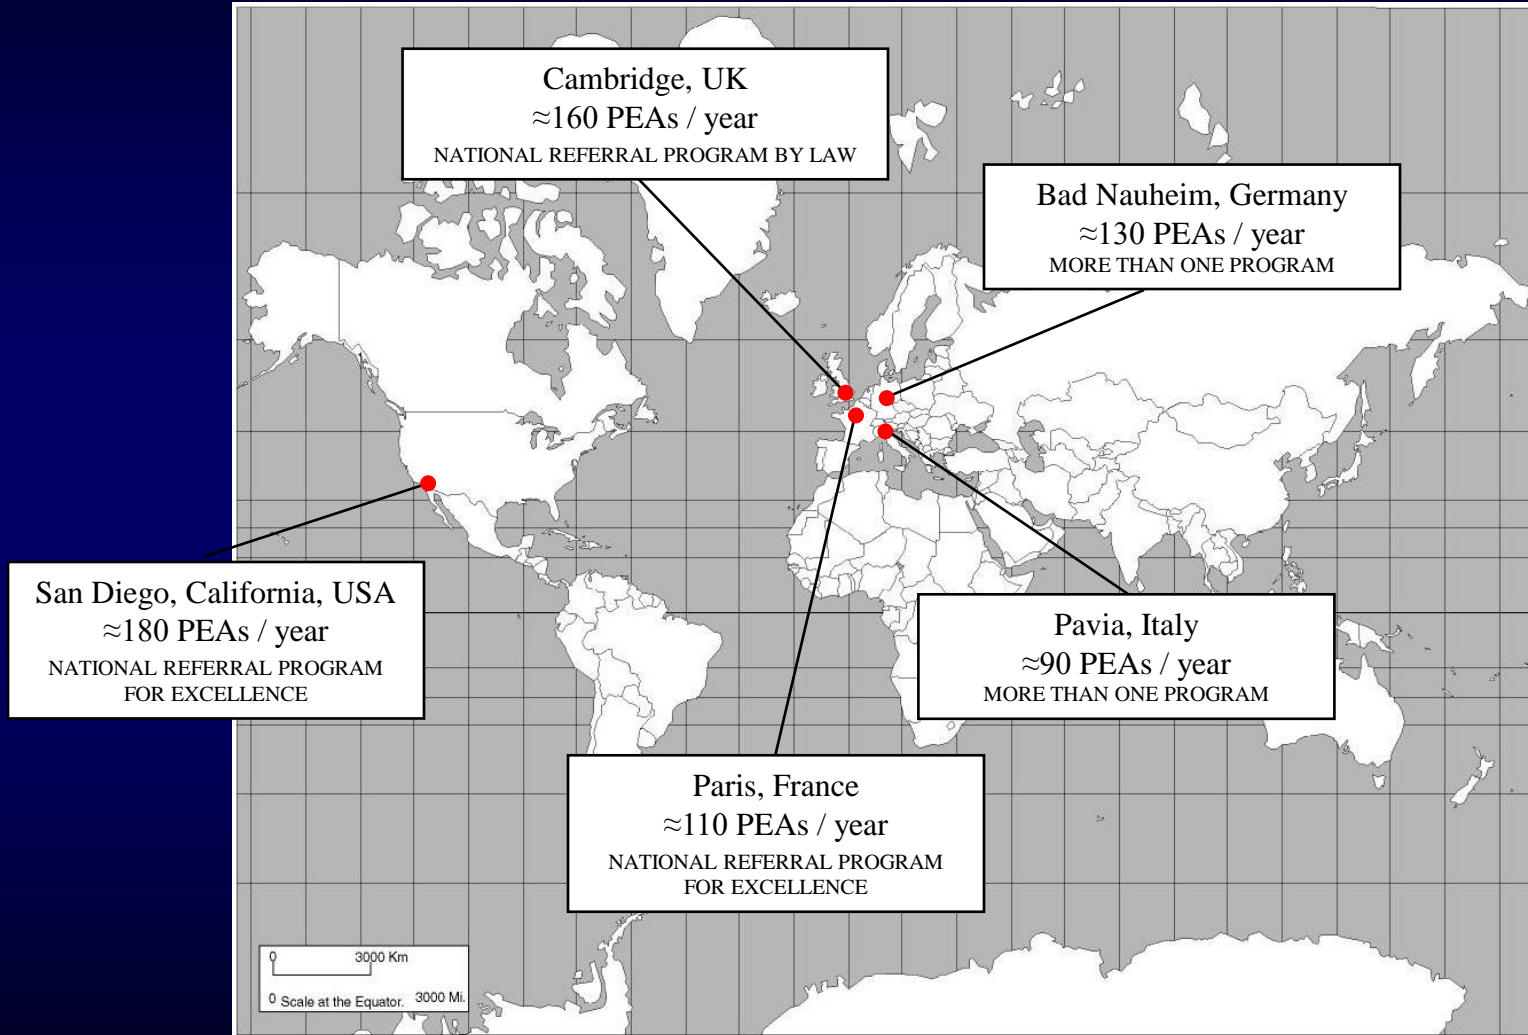 Cambridge, UK
≈160 PEAs / year
NATIONAL REFERRAL PROGRAM BY LAW
Bad Nauheim, Germany
≈130 PEAs / year
MORE THAN ONE PROGRAM
San Diego, California, USA
≈180 PEAs / year
NATIONAL REFERRAL PROGRAM
FOR EXCELLENCE
Pavia, Italy
≈90 PEAs / year
MORE THAN ONE PROGRAM
Paris, France
≈110 PEAs / year
NATIONAL REFERRAL PROGRAM
FOR EXCELLENCE
0 3000 Km
0 Scale at the Equator. 3000 Mi.